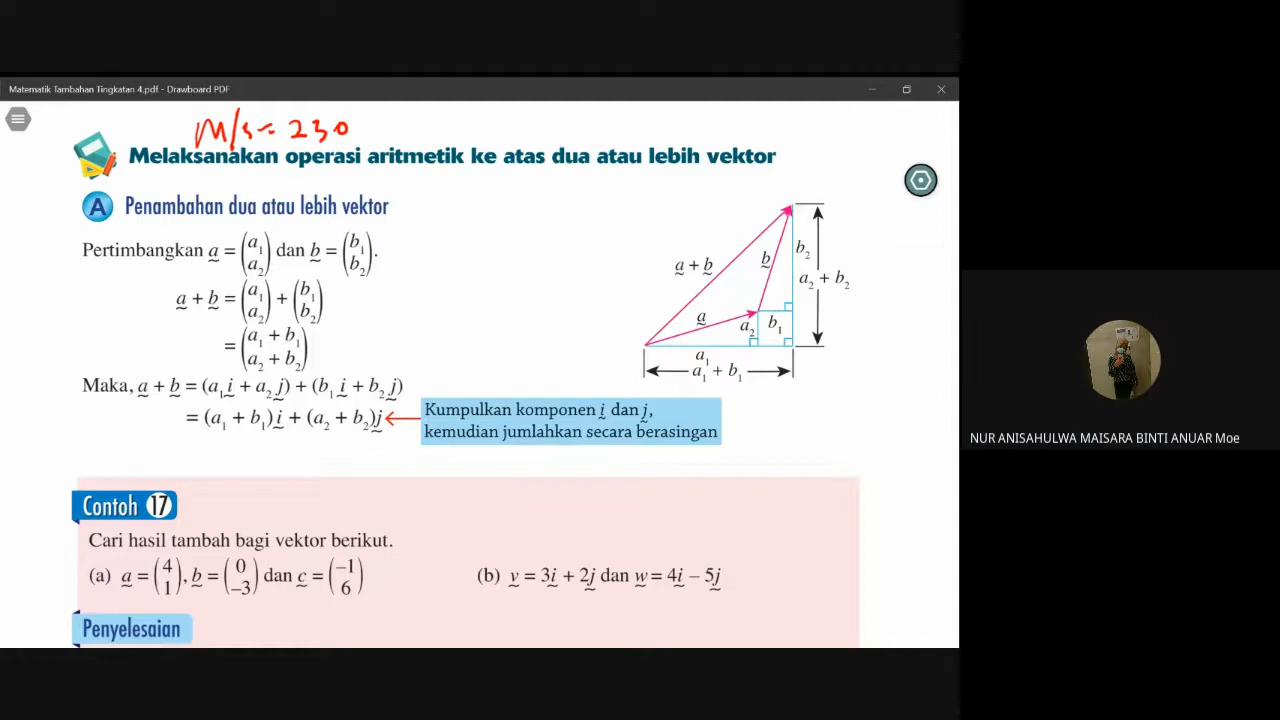 Matematik Tambahan Tingkatan 4.pdf - Drawboard PDF
M/s = 230
Melaksanakan operasi aritmetik ke atas dua atau lebih vektor
A Penambahan dua atau lebih vektor
Pertimbangkan a = (a₁ a₂) dan b = (b₁ b₂).
a + b = (a₁ a₂) + (b₁ b₂)
= (a₁ + b₁ a₂ + b₂)
Maka, a + b = (a₁i + a₂j) + (b₁i + b₂j)
= (a₁ + b₁)i + (a₂ + b₂)j
Kumpulkan komponen i dan j,
kemudian jumlahkan secara berasingan
a + b
b
b₂
a₂ + b₂
a
a₂
b₁
a₁
a₁ + b₁
NUR ANISAHULWA MAISARA BINTI ANUAR Moe
Contoh 17
Cari hasil tambah bagi vektor berikut.
(a) a = (4 1), b = (0 –3) dan c = (–1 6)
(b) v = 3i + 2j dan w = 4i – 5j
Penyelesaian